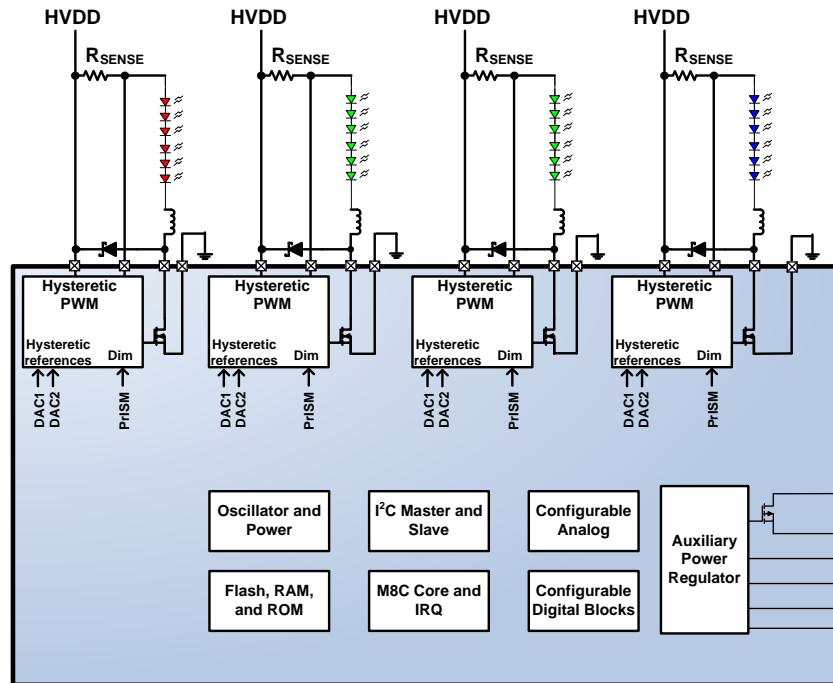 HVDD
HVDD
HVDD
HVDD
RSENSE
RSENSE
RSENSE
RSENSE
Hysteretic
PWM
Hysteretic
references
Dim
DAC1
DAC2
PrISM
Hysteretic
PWM
Hysteretic
references
Dim
DAC1
DAC2
PrISM
Hysteretic
PWM
Hysteretic
references
Dim
DAC1
DAC2
PrISM
Hysteretic
PWM
Hysteretic
references
Dim
DAC1
DAC2
PrISM
Oscillator and
Power
I²C Master and
Slave
Configurable
Analog
Auxiliary
Power
Regulator
Flash, RAM,
and ROM
M8C Core and
IRQ
Configurable
Digital Blocks